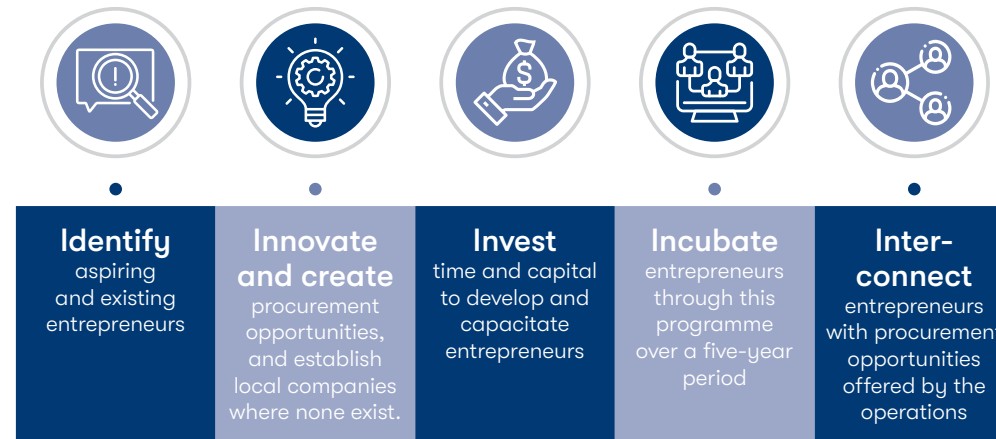 Identify
aspiring
and existing
entrepreneurs
Innovate
and create
procurement
opportunities,
and establish
local companies
where none exist.
Invest
time and capital
to develop and
capacitate
entrepreneurs
Incubate
entrepreneurs
through this
programme
over a five-year
period
Inter-
connect
entrepreneurs
with procurement
opportunities
offered by the
operations